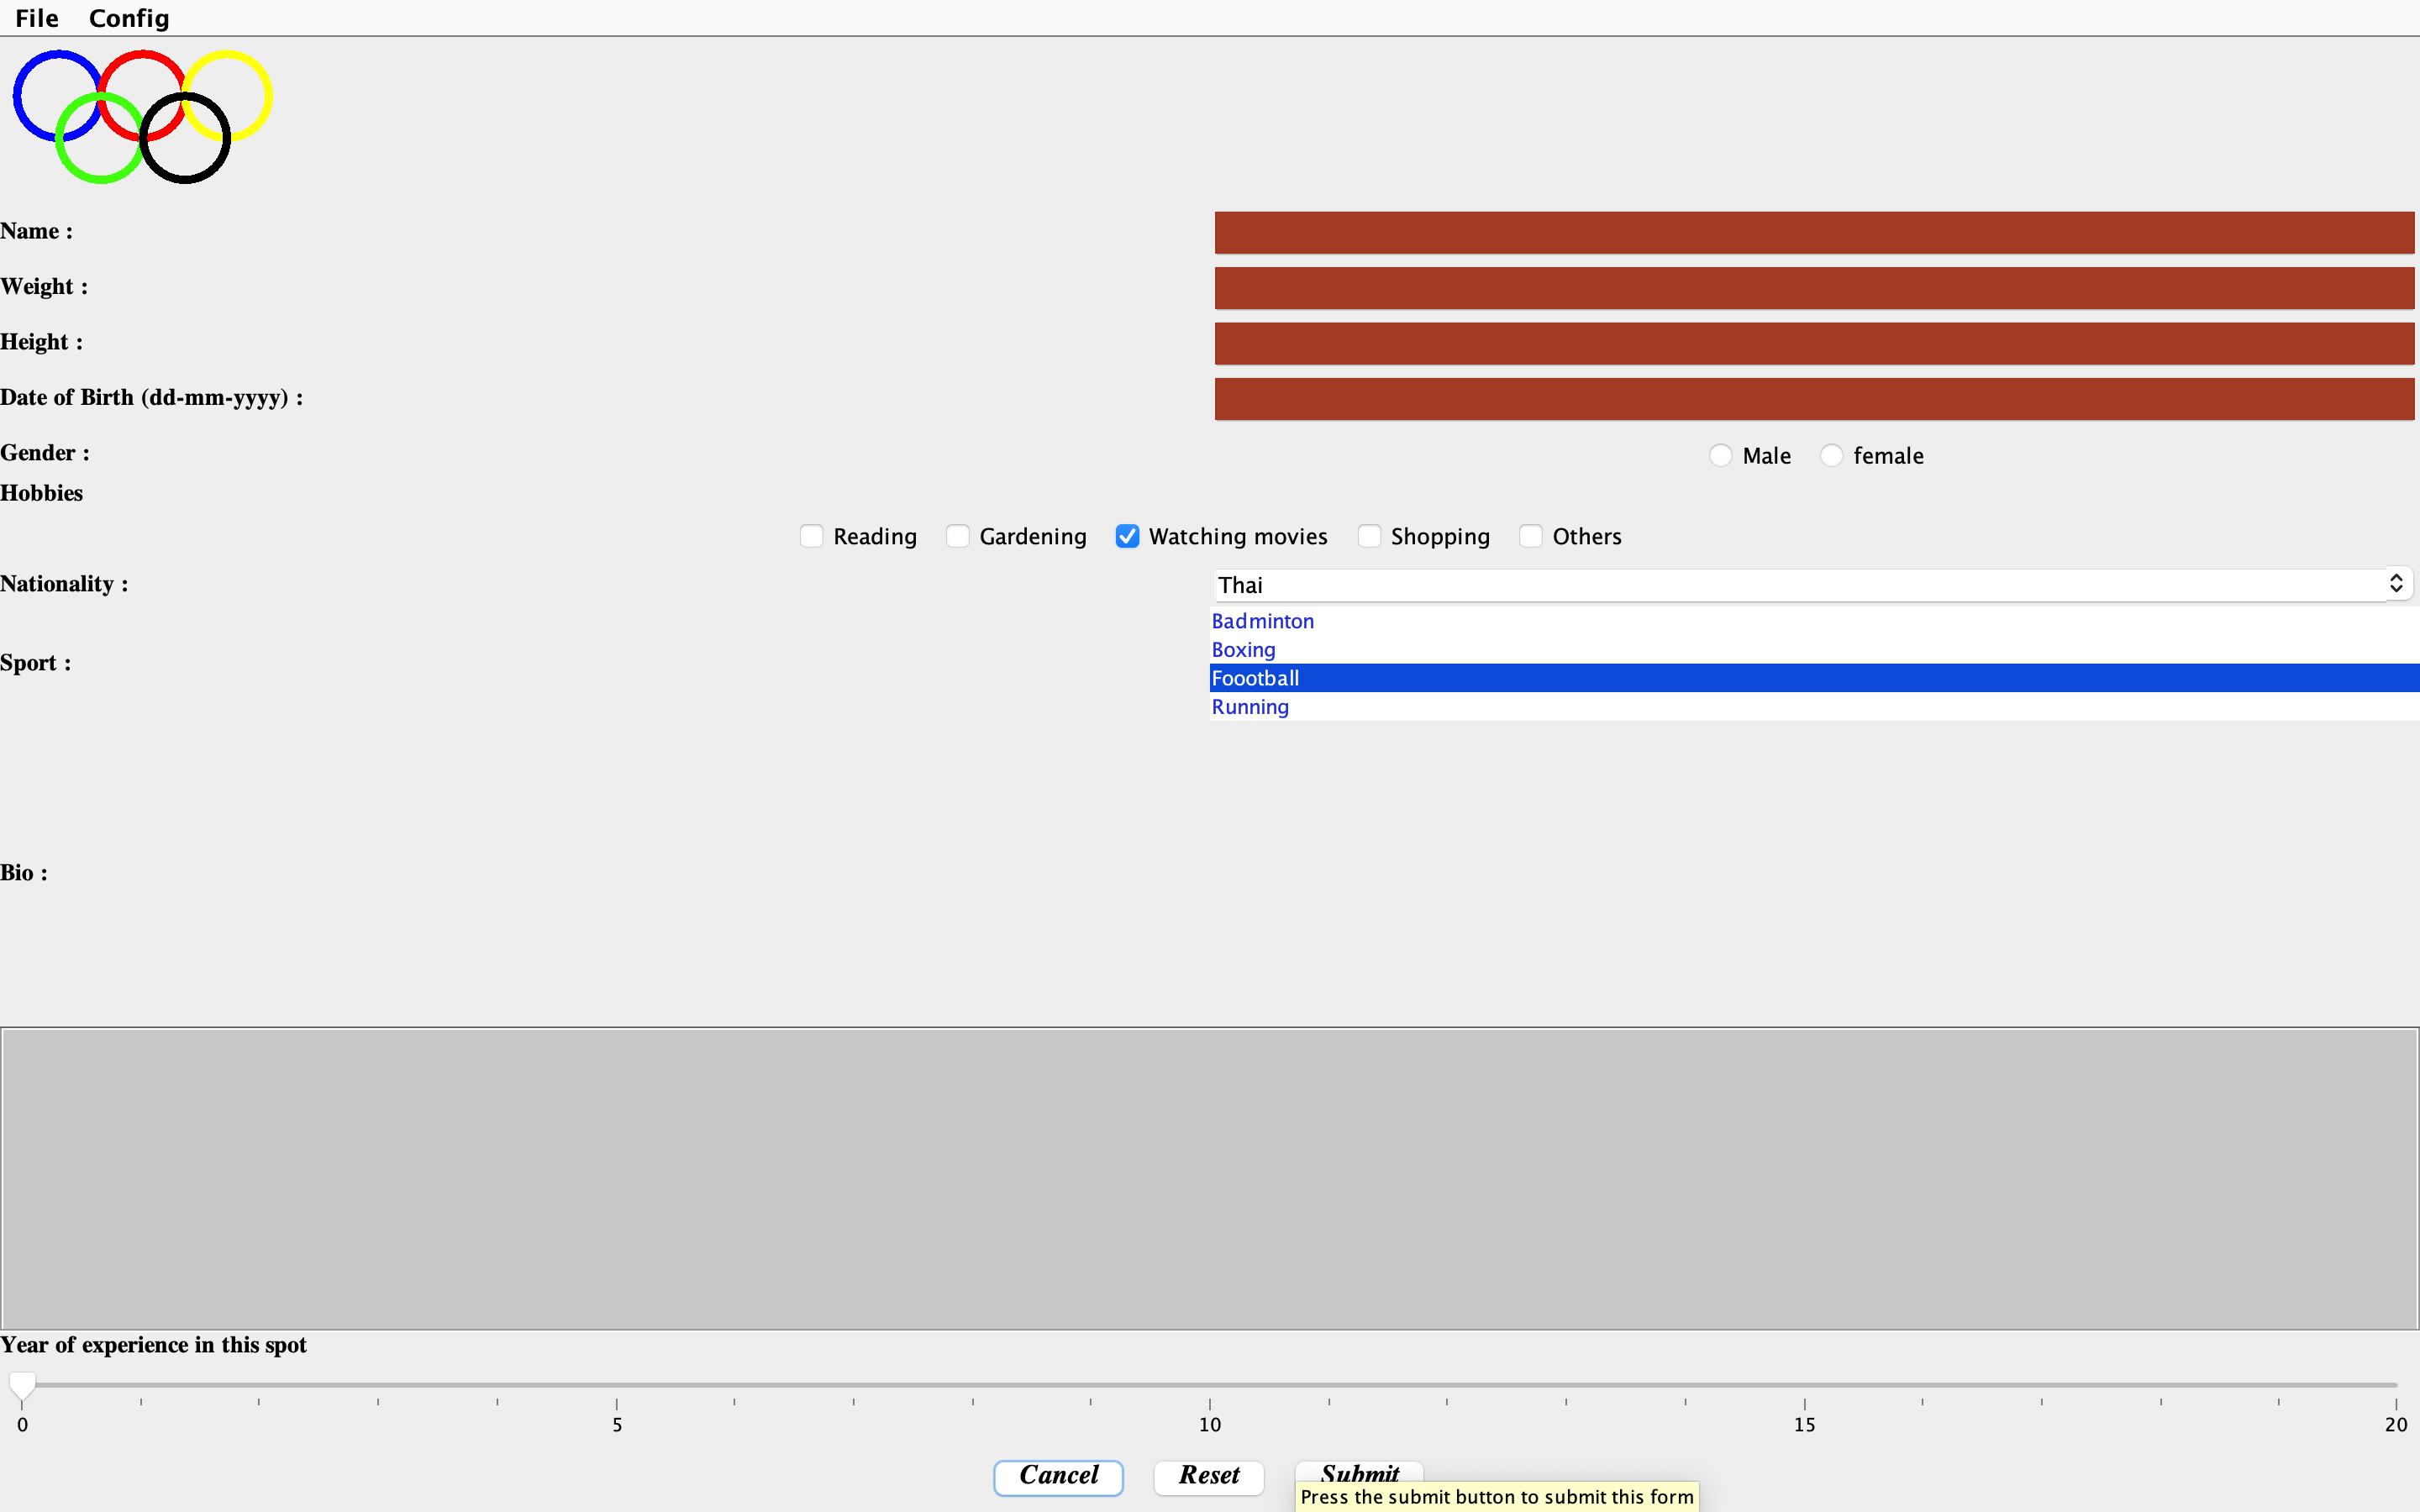 File Config
Name :
Weight :
Height :
Date of Birth (dd-mm-yyyy) :
Gender : Male female
Hobbies
Reading Gardening Watching movies Shopping Others
Nationality : Thai
Badminton
Boxing
Sport :
Foootball
Running
Bio :
Year of experience in this spot
0 5 10 15 20
Cancel Reset Submit
Press the submit button to submit this form